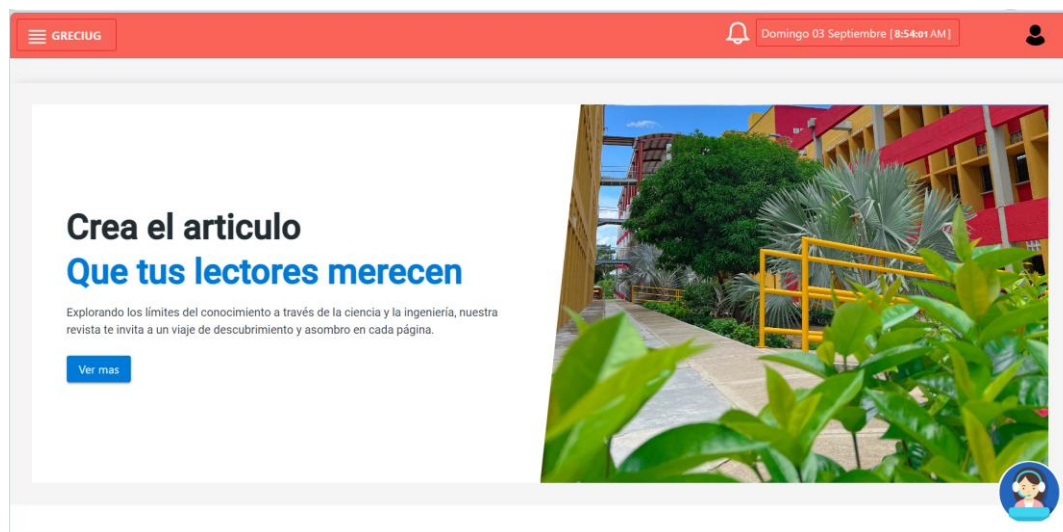 GRECIUG
Domingo 03 Septiembre [8:54:01 AM]
Crea el articulo
Que tus lectores merecen
Explorando los límites del conocimiento a través de la ciencia y la ingeniería, nuestra
revista te invita a un viaje de descubrimiento y asombro en cada página.
Ver mas